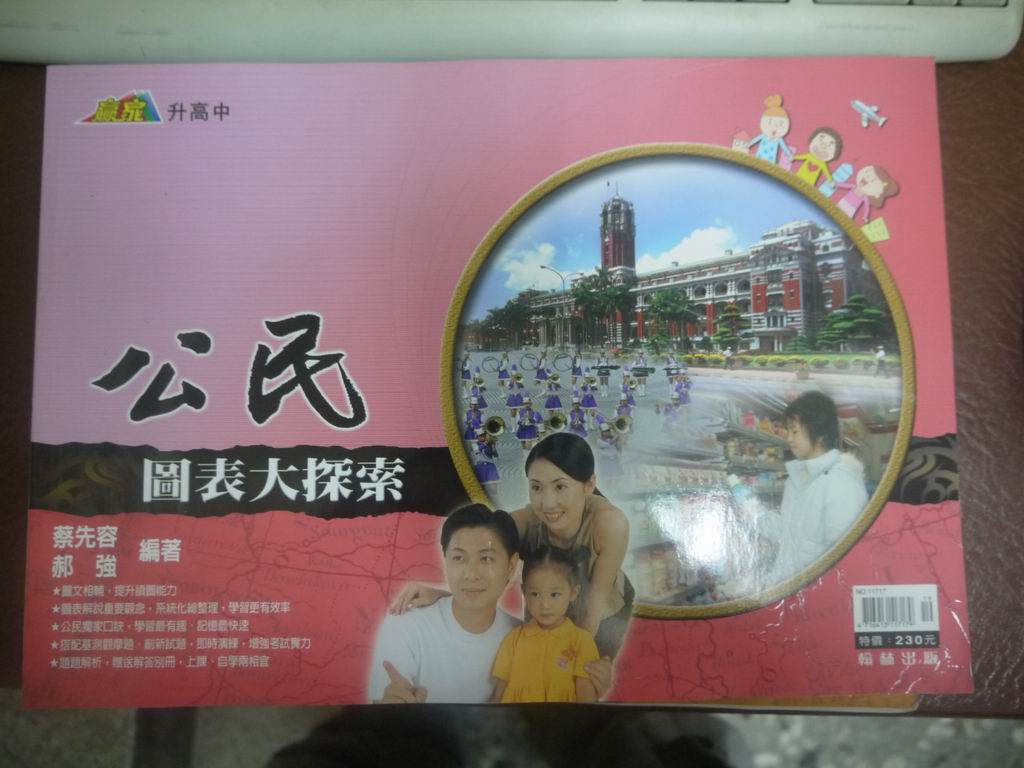 贏家 升高中
公民
圖表大探索
蔡先容
郝 強
編著
★圖文相輔，提升讀圖能力
★圖表解說重要觀念，系統化總整理，學習更有效率
★公民獨家口訣，學習最有趣、記憶最快速
★搭配基測觀摩題，創新試題，即時演練，增強考試實力
★題題解析，贈送解答別冊，上課、自學兩相宜
NO.11717
特價：230元
翰林出版